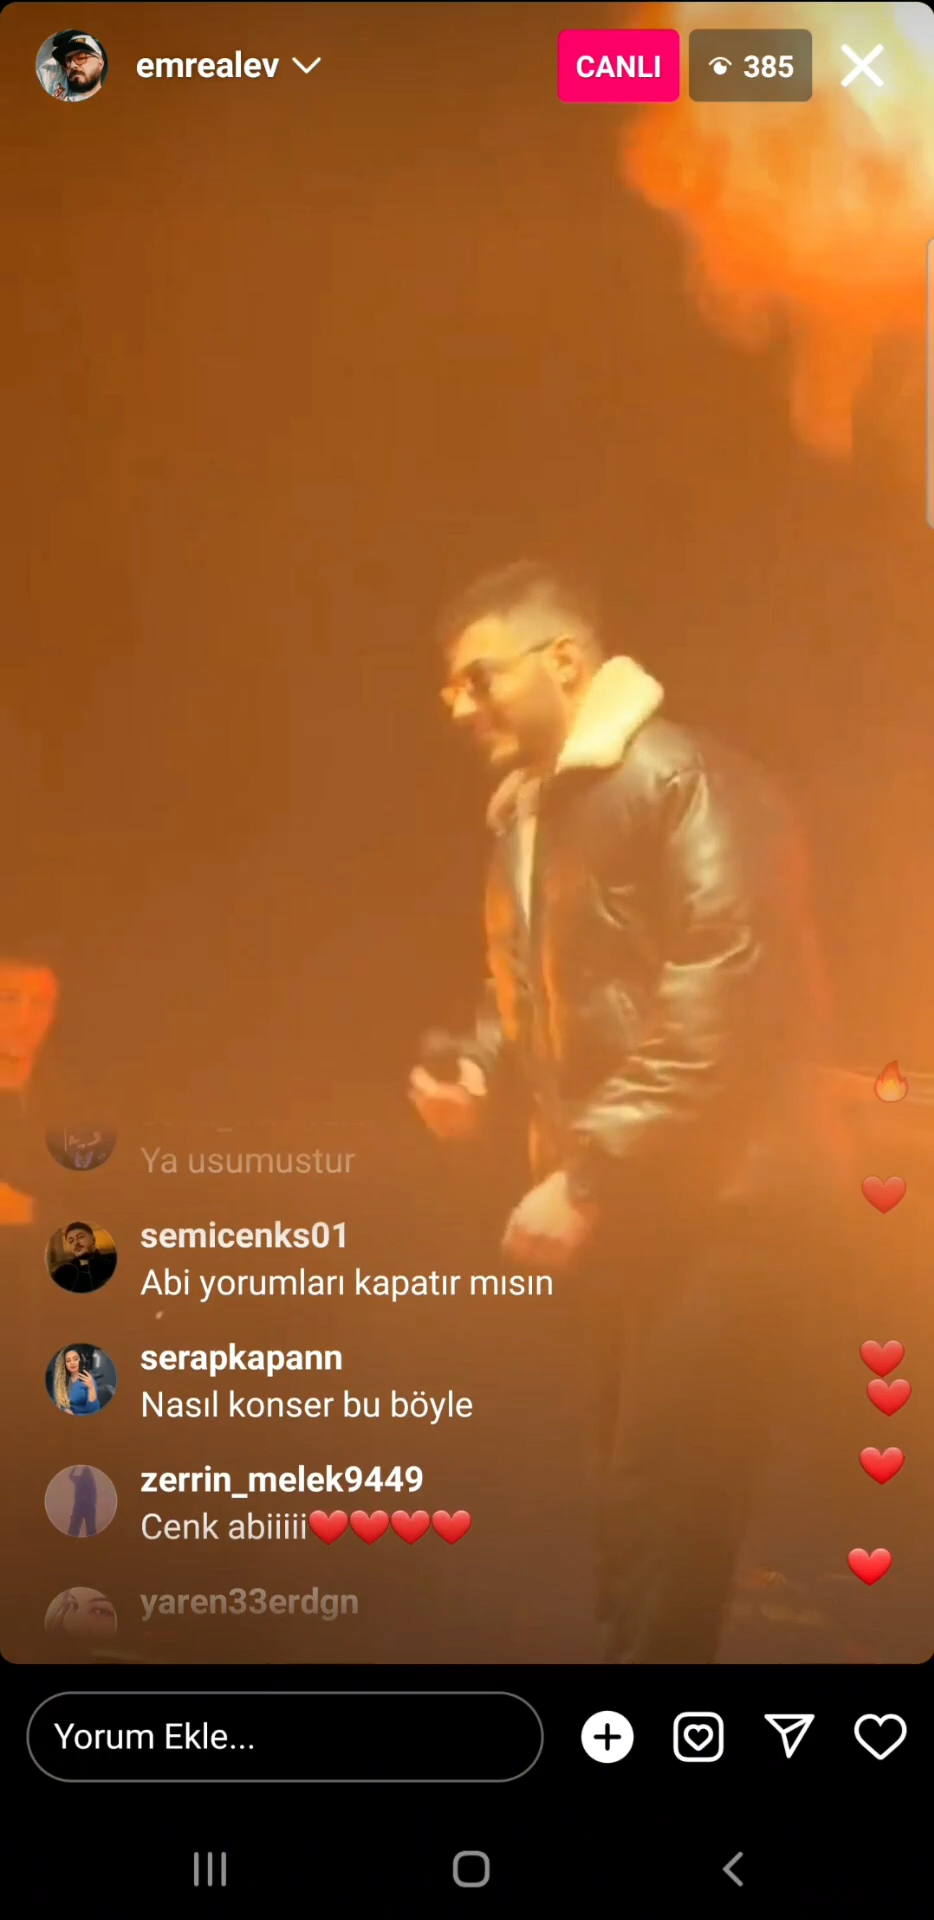 emrealev
CANLI
385
Ya usumustur
semicenks01
Abi yorumları kapatır mısın
serapkapann
Nasıl konser bu böyle
zerrin_melek9449
Cenk abiiiii❤️❤️❤️❤️
yaren33erdgn
Yorum Ekle...